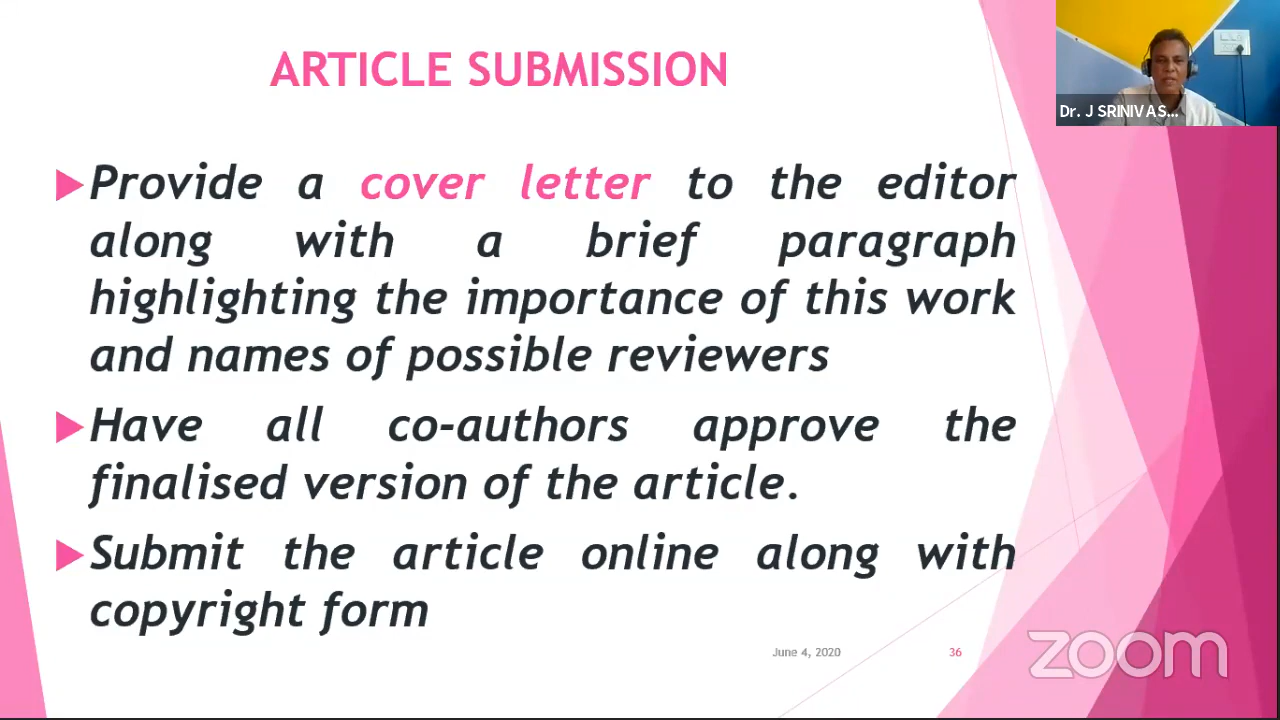 ARTICLE SUBMISSION
Dr. J SRINIVAS...
Provide a cover letter to the editor
along with a brief paragraph
highlighting the importance of this work
and names of possible reviewers
Have all co-authors approve the
finalised version of the article.
Submit the article online along with
copyright form
June 4, 2020
36
zoom